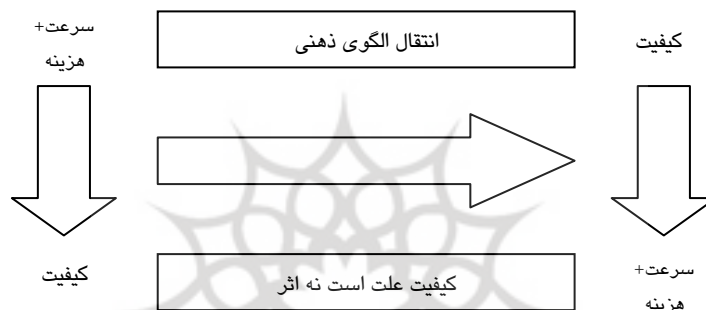 کیفیت
انتقال الگوی ذهنی
سرعت+
هزینه
سرعت+
هزینه
کیفیت علت است نه اثر
کیفیت